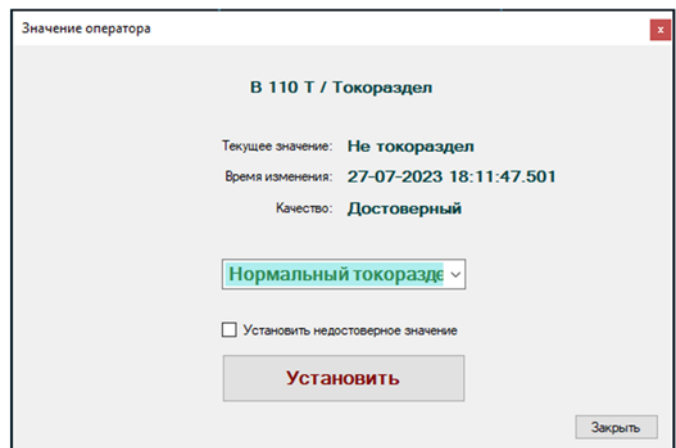 Значение оператора
x
В 110 Т / Токораздел
Текущее значение: Не токораздел
Время изменения: 27-07-2023 18:11:47.501
Качество: Достоверный
Нормальный токоразде
Установить недостоверное значение
Установить
Закрыть